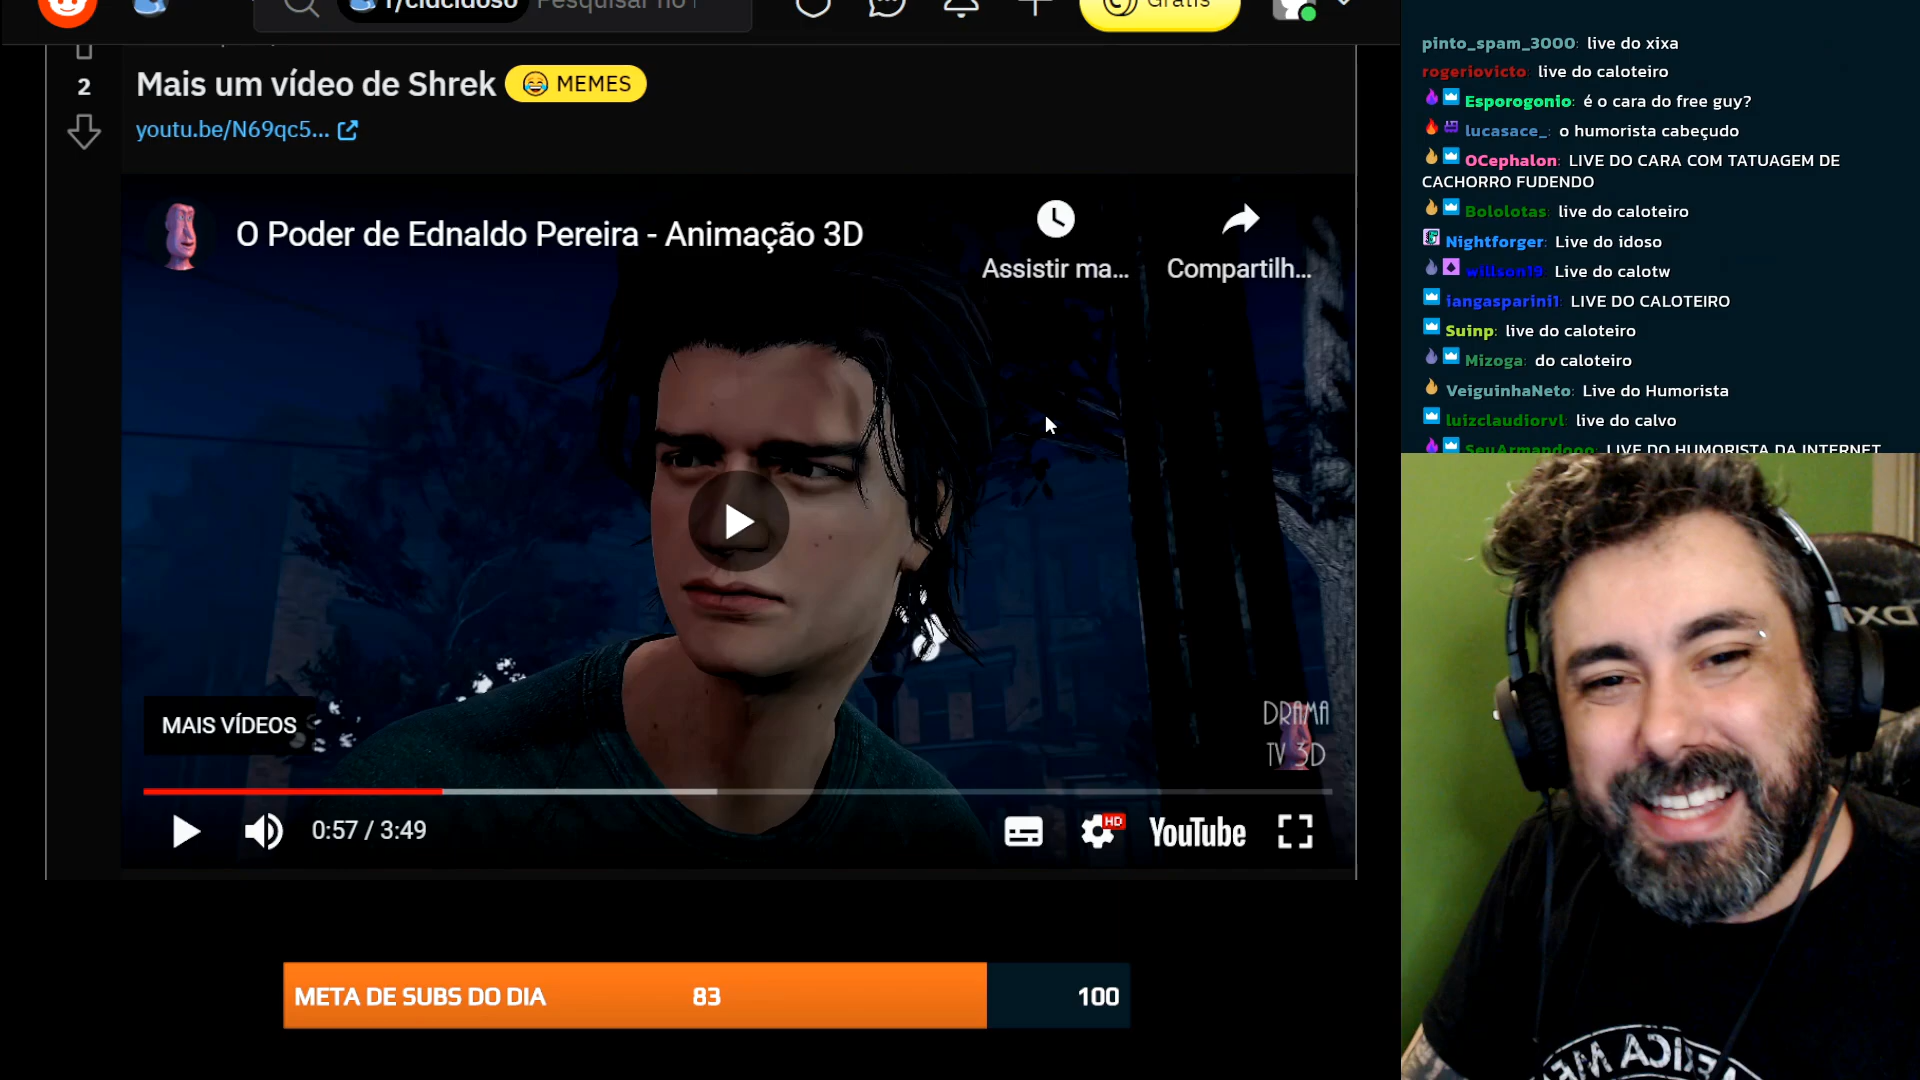 r/cidcidoso Pesquisar no
Grátis
2
Mais um vídeo de Shrek
MEMES
youtu.be/N69qc5...
O Poder de Ednaldo Pereira - Animação 3D
Assistir ma...
Compartilh...
DRAMA
TV 3D
MAIS VÍDEOS
0:57 / 3:49
HD
YouTube
META DE SUBS DO DIA 83 100
pinto_spam_3000: live do xixa
rogeriovicto: live do caloteiro
Esporogonio: é o cara do free guy?
lucasace_: o humorista cabeçudo
OCephalon: LIVE DO CARA COM TATUAGEM DE
CACHORRO FUDENDO
Bololotas: live do caloteiro
Nightforger: Live do idoso
willson19: Live do calotw
iangasparini1: LIVE DO CALOTEIRO
Suinp: live do caloteiro
Mizoga: do caloteiro
VeiguinhaNeto: Live do Humorista
luizclaudiorvl: live do calvo
SeuArmandooo: LIVE DO HUMORISTA DA INTERNET